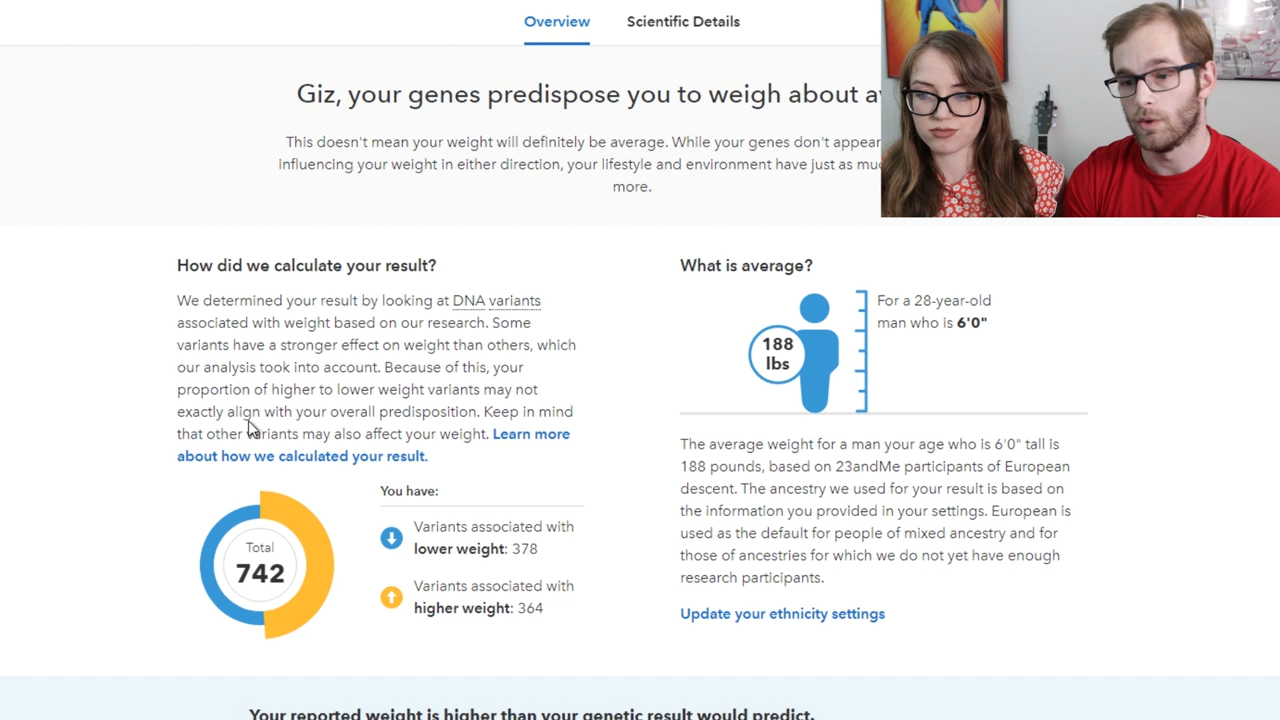 Overview
Scientific Details
Giz, your genes predispose you to weigh about
This doesn't mean your weight will definitely be average. While your genes don't appear
influencing your weight in either direction, your lifestyle and environment have just as
more.
How did we calculate your result?
We determined your result by looking at DNA variants
associated with weight based on our research. Some
variants have a stronger effect on weight than others, which
our analysis took into account. Because of this, your
proportion of higher to lower weight variants may not
exactly align with your overall predisposition. Keep in mind
that other variants may also affect your weight. Learn more
about how we calculated your result.
Total
742
You have:
Variants associated with
lower weight: 378
Variants associated with
higher weight: 364
What is average?
188
lbs
For a 28-year-old
man who is 6'0"
The average weight for a man your age who is 6'0" tall is
188 pounds, based on 23andMe participants of European
descent. The ancestry we used for your result is based on
the information you provided in your settings. European is
used as the default for people of mixed ancestry and for
those of ancestries for which we do not yet have enough
research participants.
Update your ethnicity settings
Your reported weight is higher than your genetic result would predict.